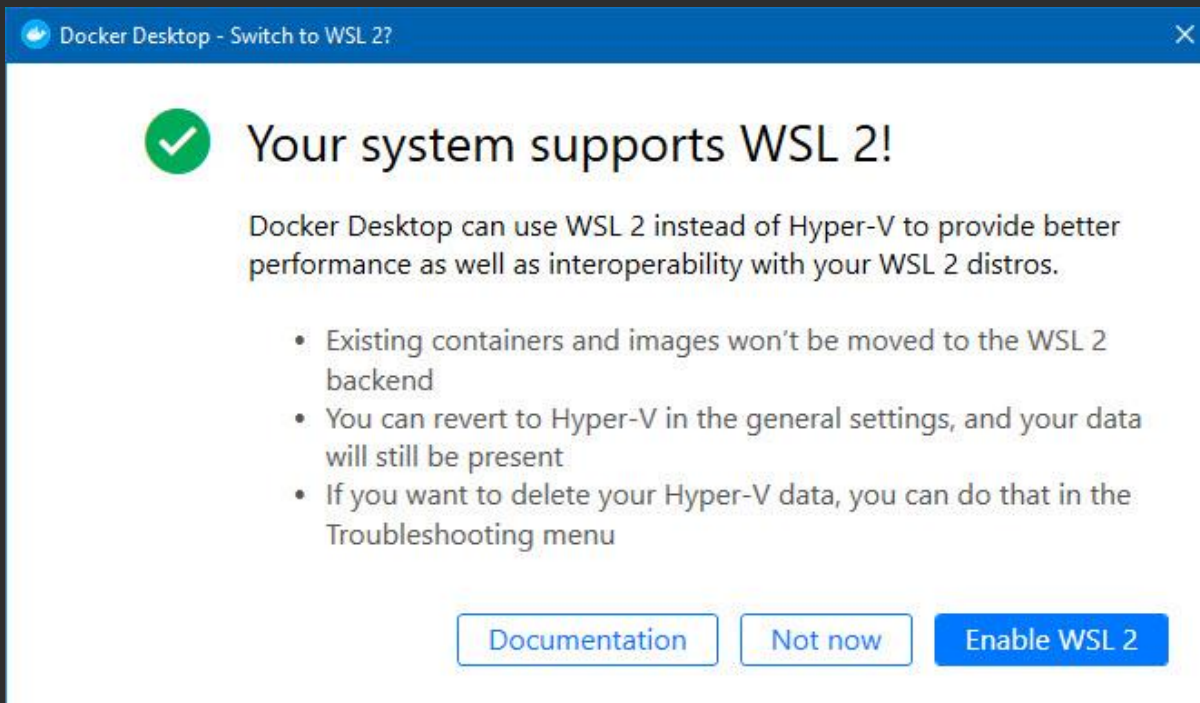 Docker Desktop - Switch to WSL 2?
Your system supports WSL 2!
Docker Desktop can use WSL 2 instead of Hyper-V to provide better
performance as well as interoperability with your WSL 2 distros.
• Existing containers and images won't be moved to the WSL 2
backend
• You can revert to Hyper-V in the general settings, and your data
will still be present
• If you want to delete your Hyper-V data, you can do that in the
Troubleshooting menu
Documentation Not now Enable WSL 2